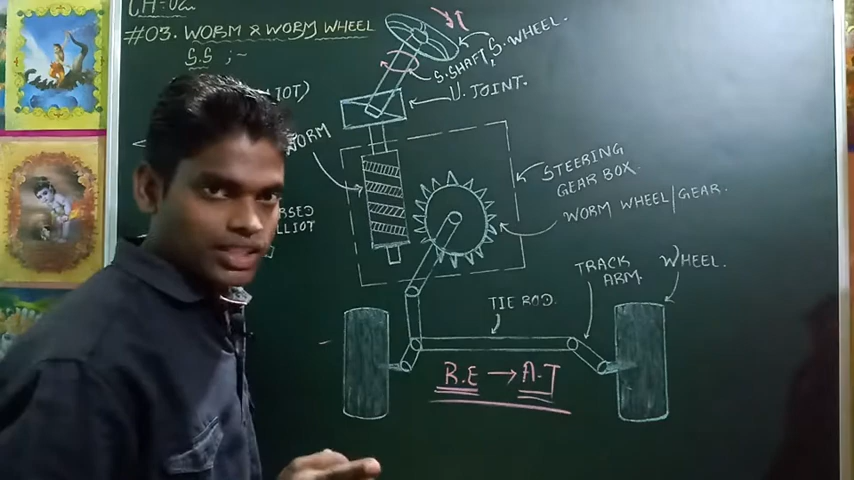 CH-02
#03. WORM & WORM WHEEL
S.S ;~
S.SHAFT, S.WHEEL.
U.JOINT.
WORM
STEERING
GEAR BOX.
WORM WHEEL/GEAR.
TRACK
ARM.
WHEEL.
TIE ROD.
R.E → A.T